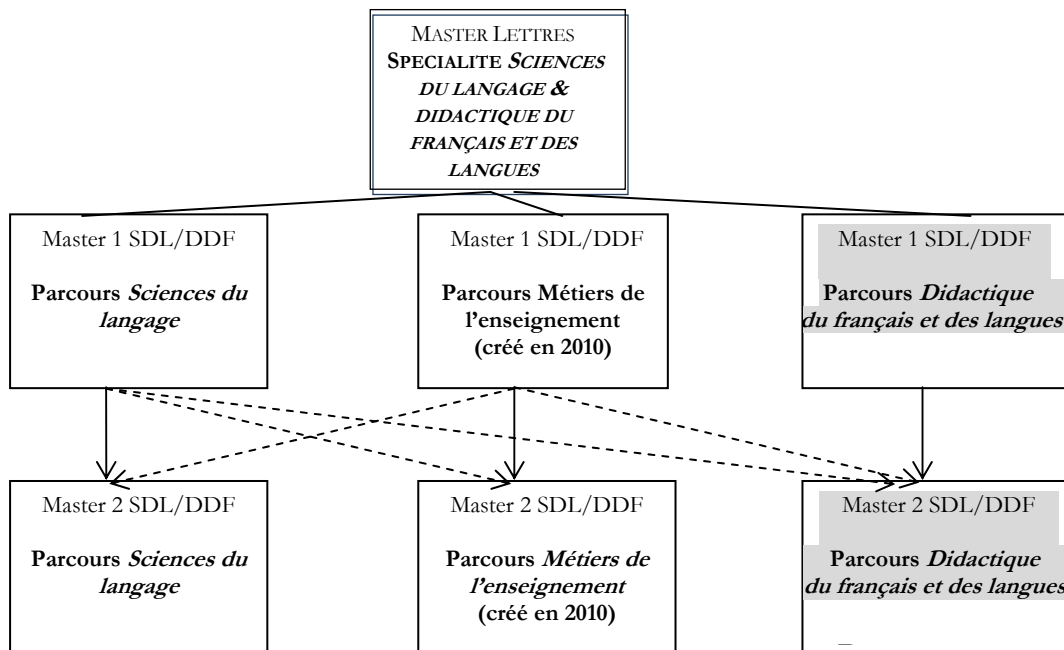 MASTER LETTRES
SPECIALITE SCIENCES
DU LANGAGE &
DIDACTIQUE DU
FRANÇAIS ET DES
LANGUES
Master 1 SDL/DDF
Parcours Sciences du
langage
Master 1 SDL/DDF
Parcours Métiers de
l'enseignement
(créé en 2010)
Master 1 SDL/DDF
Parcours Didactique
du français et des langues
Master 2 SDL/DDF
Parcours Sciences du
langage
Master 2 SDL/DDF
Parcours Métiers de
l'enseignement
(créé en 2010)
Master 2 SDL/DDF
Parcours Didactique
du français et des langues